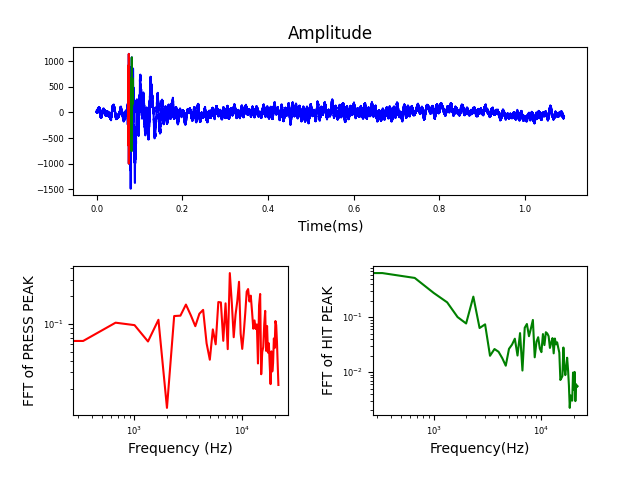 Amplitude
1000
500
0
−500
−1000
−1500
0.0 0.2 0.4 0.6 0.8 1.0
Time(ms)
FFT of PRESS PEAK
10⁻¹
10³ 10⁴
Frequency (Hz)
FFT of HIT PEAK
10⁻¹
10⁻²
10³ 10⁴
Frequency(Hz)